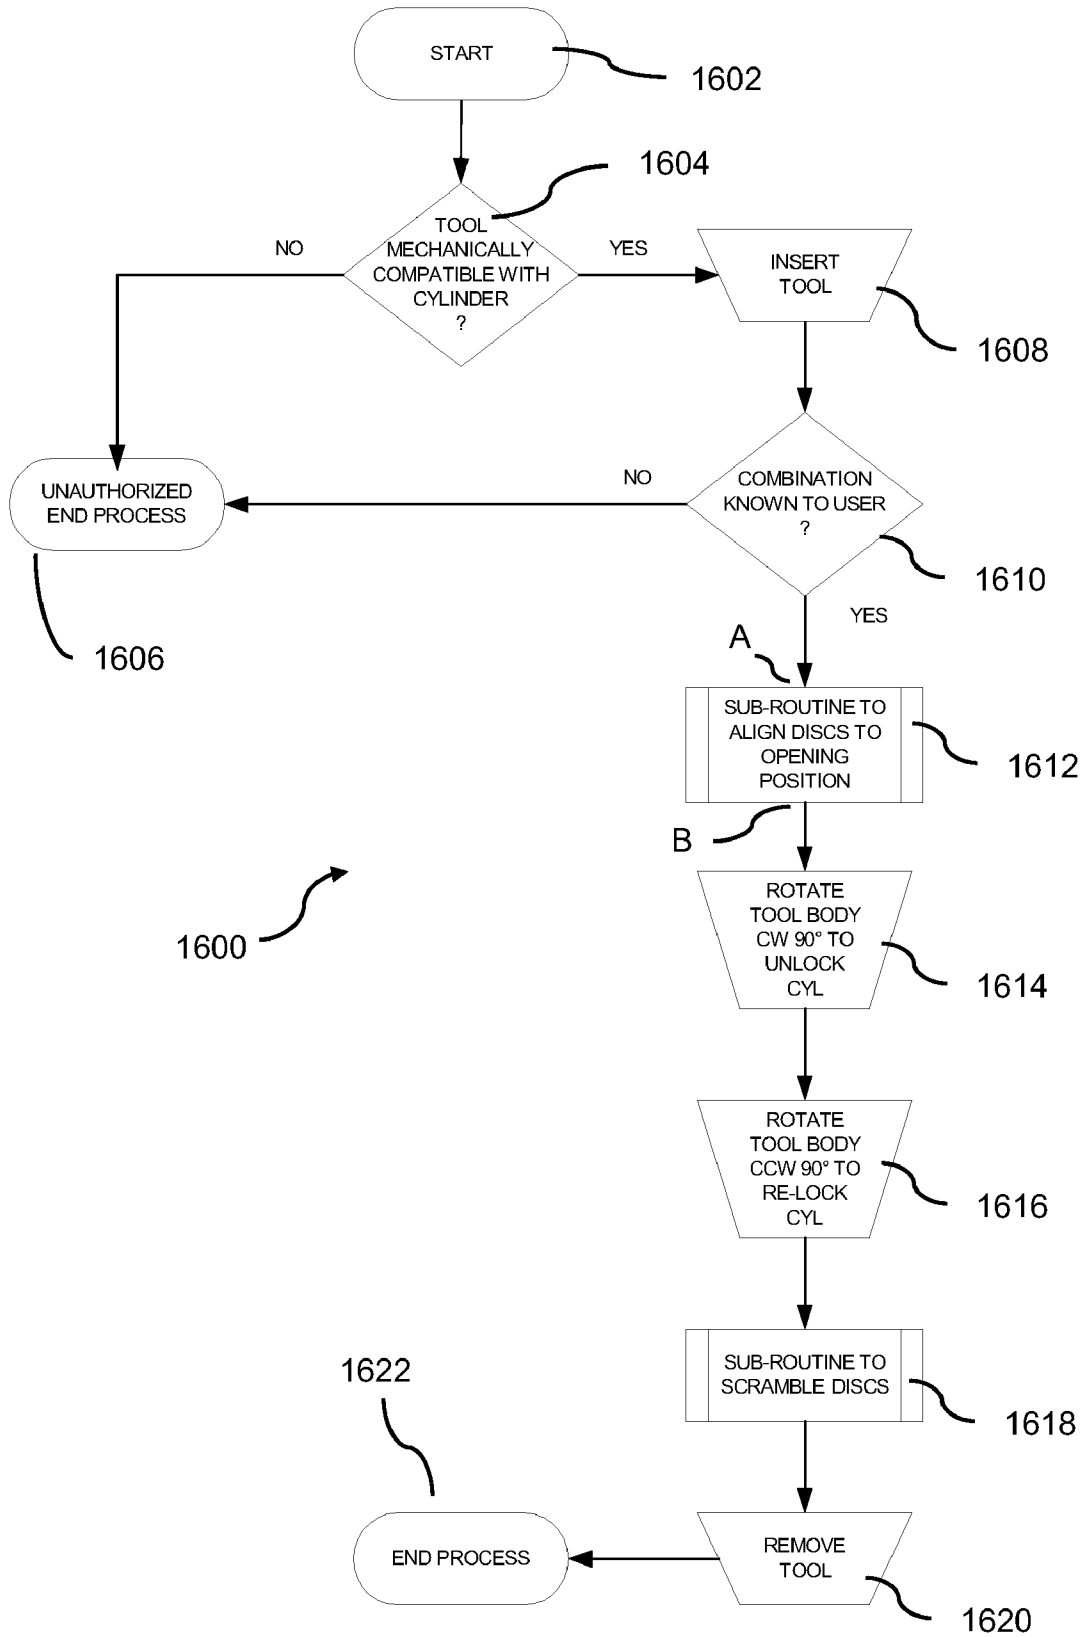 START
1602
1604
TOOL
MECHANICALLY
COMPATIBLE WITH
CYLINDER
?
NO
YES
INSERT
TOOL
1608
UNAUTHORIZED
END PROCESS
1606
NO
COMBINATION
KNOWN TO USER
?
1610
YES
A
SUB-ROUTINE TO
ALIGN DISCS TO
OPENING
POSITION
1612
B
1600
ROTATE
TOOL BODY
CW 90° TO
UNLOCK
CYL
1614
ROTATE
TOOL BODY
CCW 90° TO
RE-LOCK
CYL
1616
SUB-ROUTINE TO
SCRAMBLE DISCS
1618
1622
END PROCESS
REMOVE
TOOL
1620